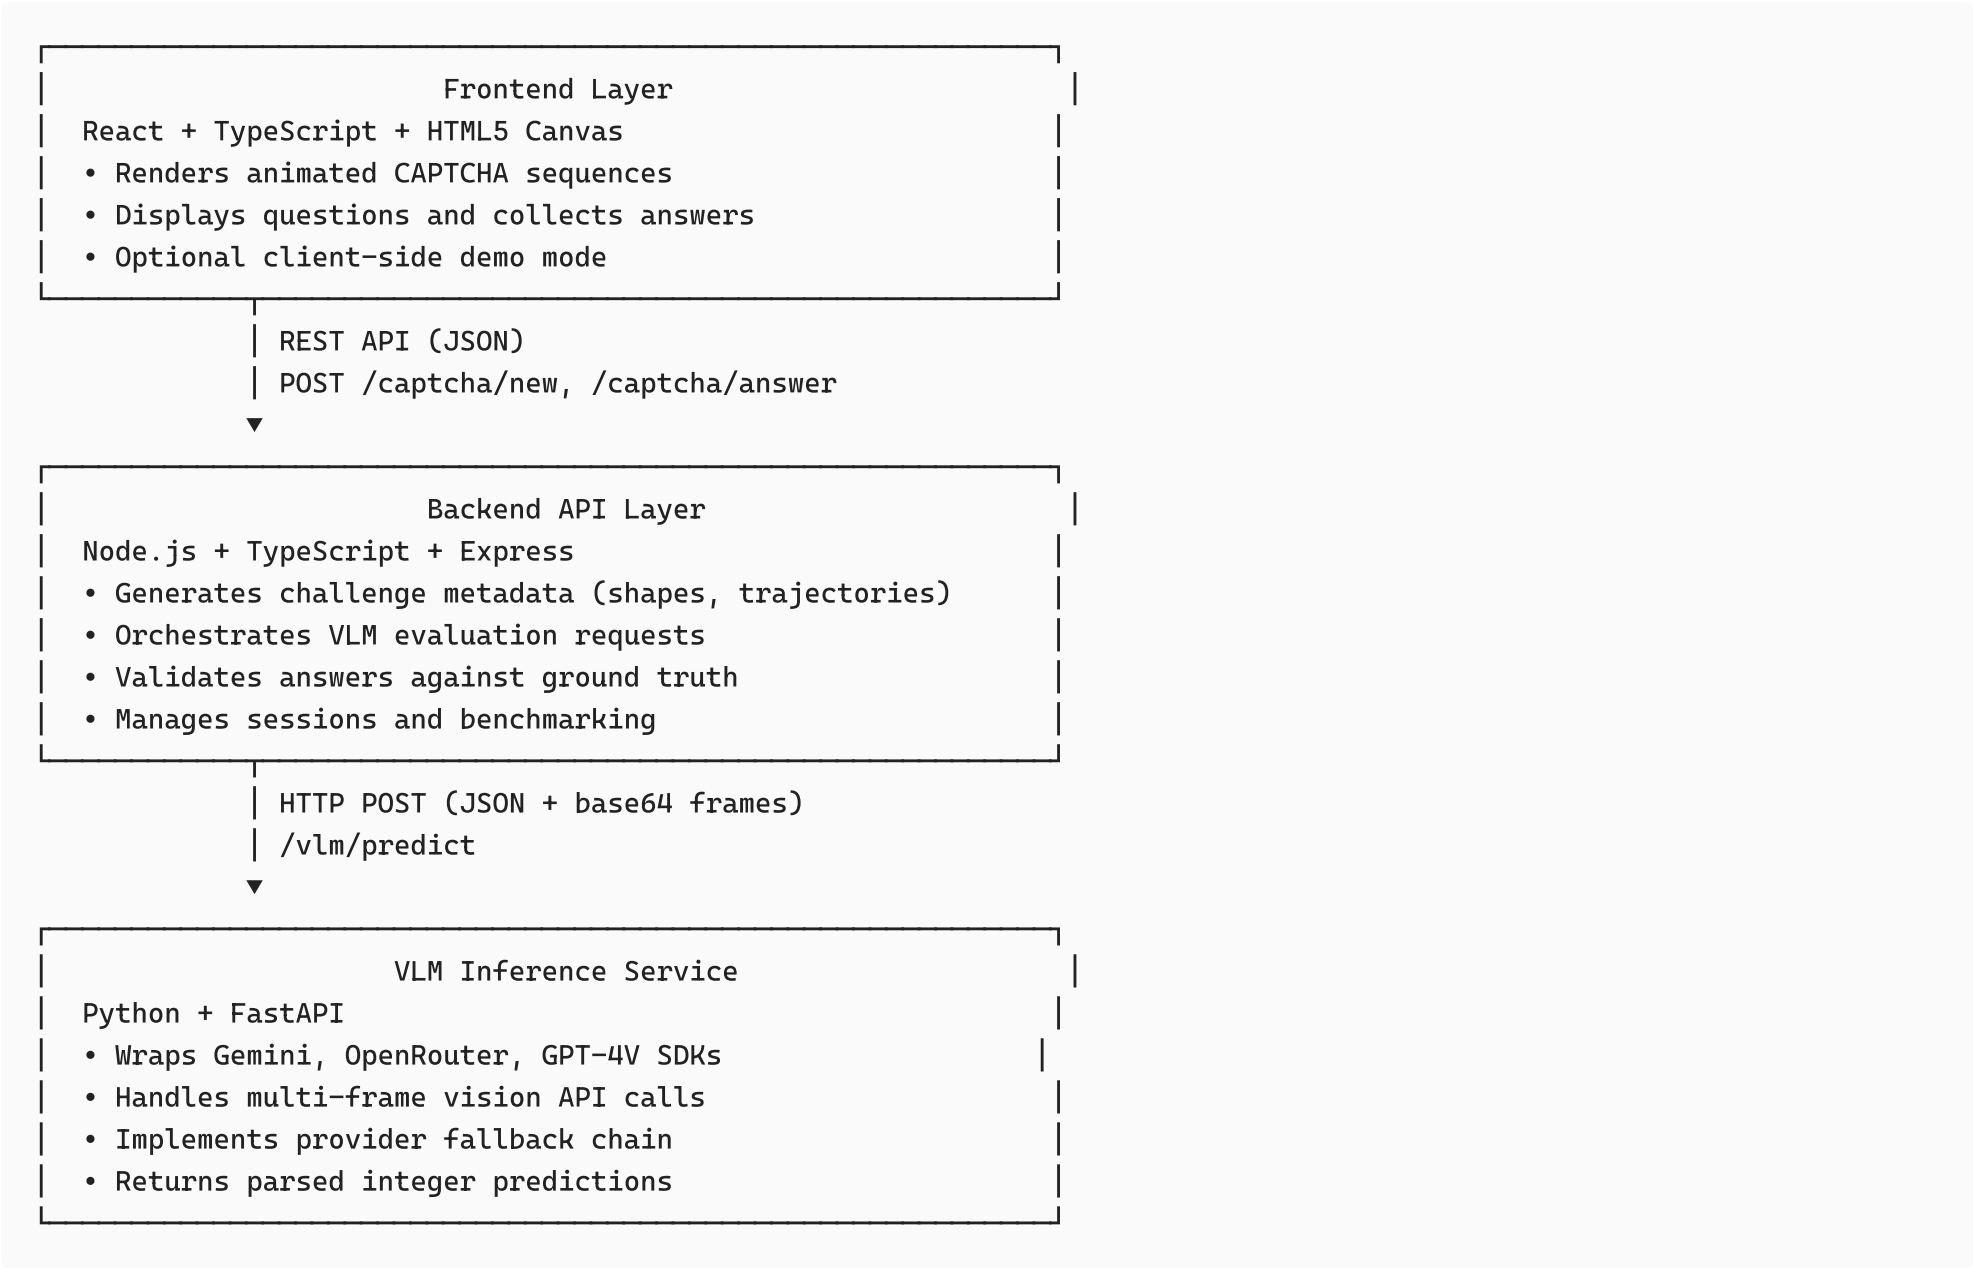 Frontend Layer
React + TypeScript + HTML5 Canvas
• Renders animated CAPTCHA sequences
• Displays questions and collects answers
• Optional client-side demo mode
REST API (JSON)
POST /captcha/new, /captcha/answer
Backend API Layer
Node.js + TypeScript + Express
• Generates challenge metadata (shapes, trajectories)
• Orchestrates VLM evaluation requests
• Validates answers against ground truth
• Manages sessions and benchmarking
HTTP POST (JSON + base64 frames)
/vlm/predict
VLM Inference Service
Python + FastAPI
• Wraps Gemini, OpenRouter, GPT-4V SDKs
• Handles multi-frame vision API calls
• Implements provider fallback chain
• Returns parsed integer predictions